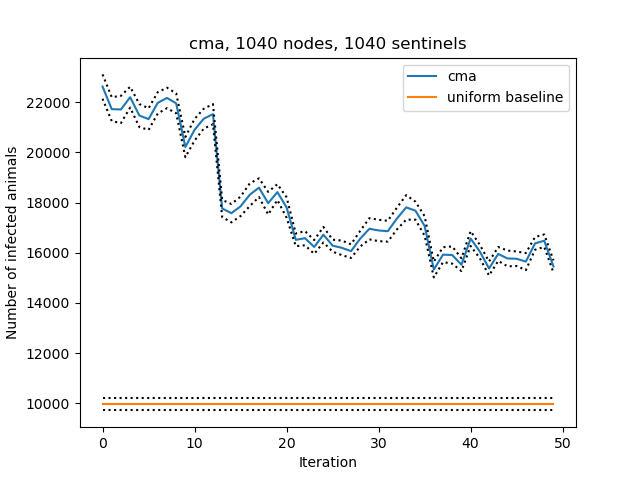 cma, 1040 nodes, 1040 sentinels
cma
uniform baseline
22000
20000
18000
16000
14000
12000
10000
Number of infected animals
0 10 20 30 40 50
Iteration